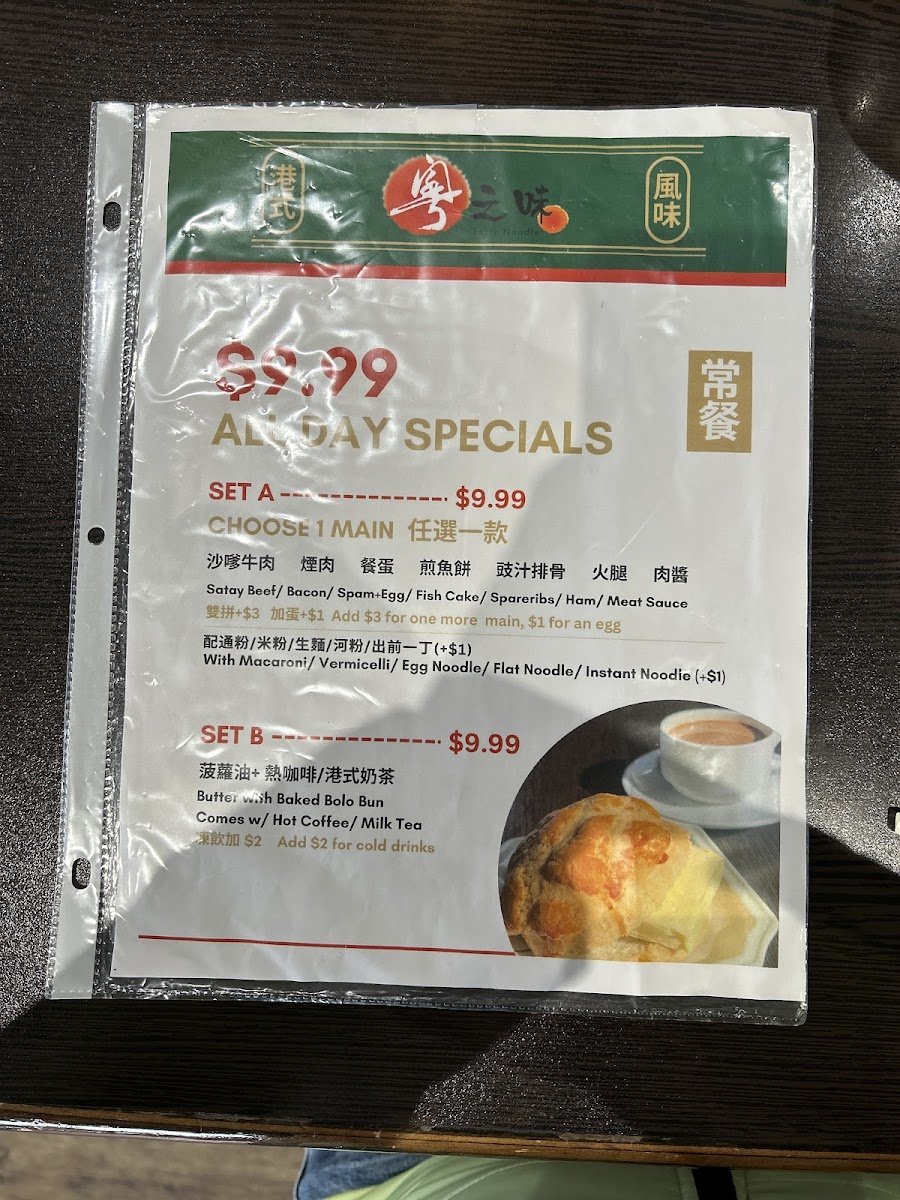 港式
粵之味
Tasty Noodle
風味
$9.99
ALL DAY SPECIALS
常餐
SET A -------------- $9.99
CHOOSE 1 MAIN 任選一款
沙嗲牛肉 煙肉 餐蛋 煎魚餅 豉汁排骨 火腿 肉醬
Satay Beef/ Bacon/ Spam+Egg/ Fish Cake/ Spareribs/ Ham/ Meat Sauce
雙拼+$3 加蛋+$1 Add $3 for one more main, $1 for an egg
配通粉/米粉/生麵/河粉/出前一丁(+$1)
With Macaroni/ Vermicelli/ Egg Noodle/ Flat Noodle/ Instant Noodle (+$1)
SET B -------------- $9.99
菠蘿油+ 熱咖啡/港式奶茶
Butter with Baked Bolo Bun
Comes w/ Hot Coffee/ Milk Tea
凍飲加 $2 Add $2 for cold drinks